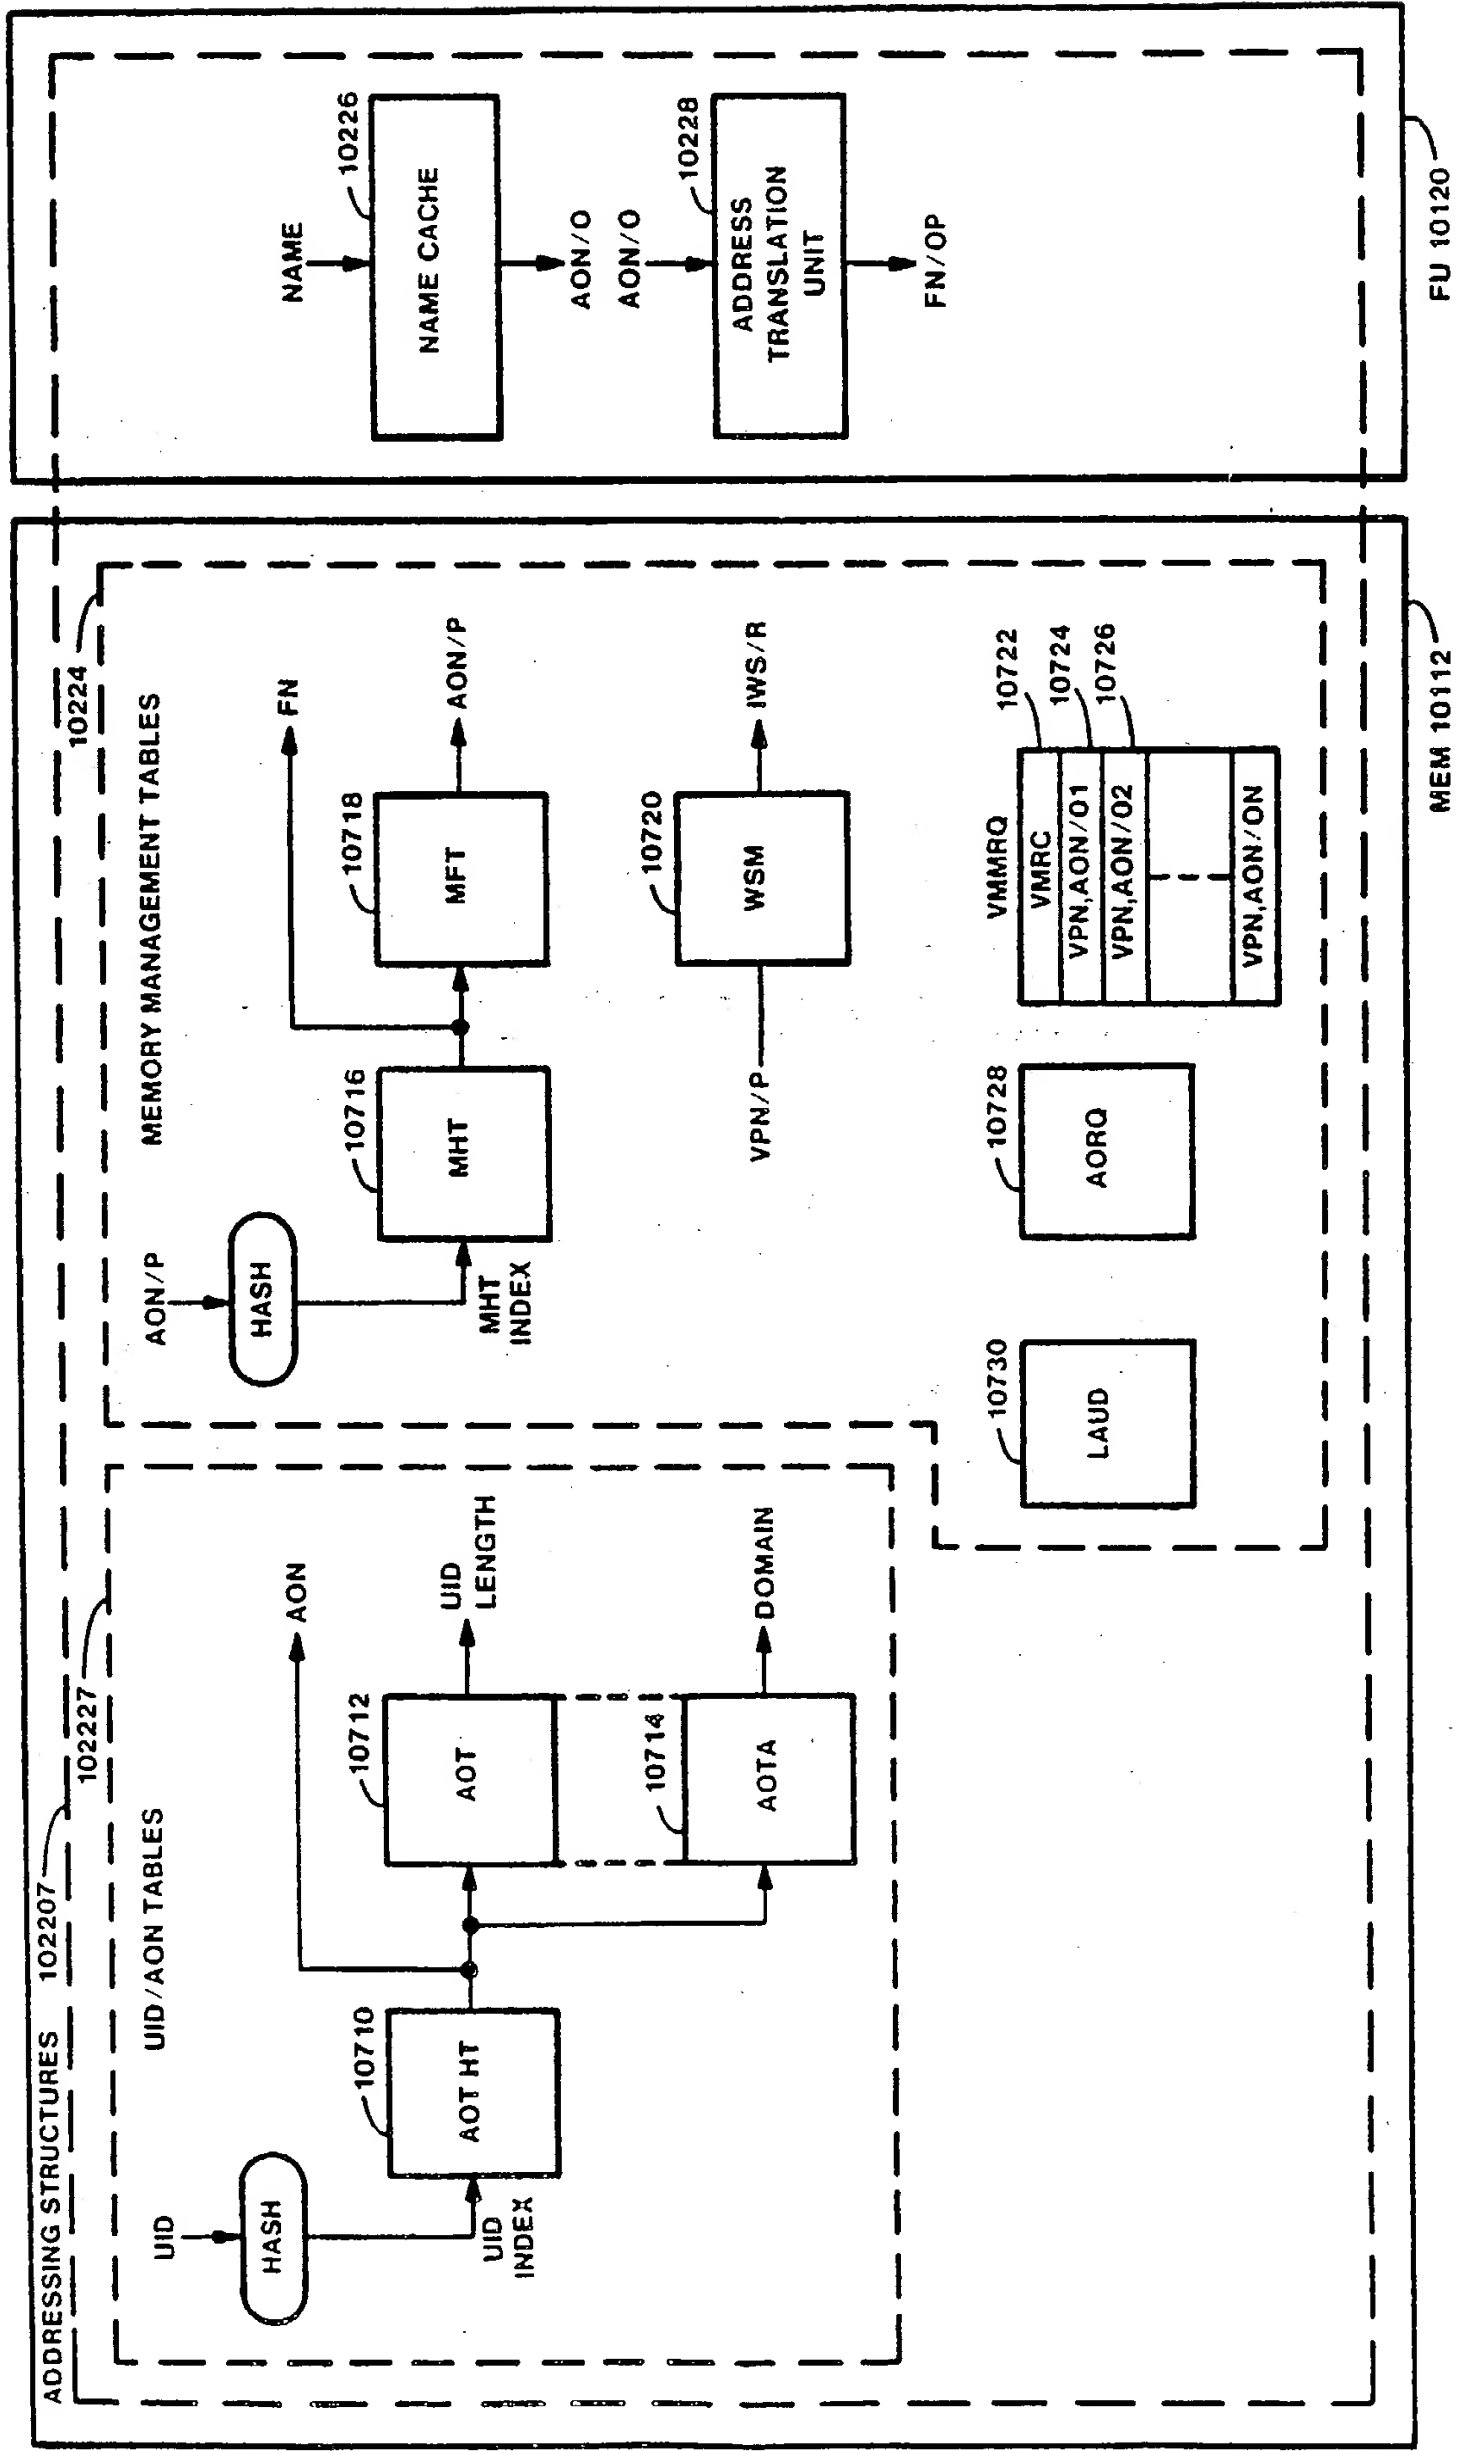 ADDRESSING STRUCTURES 102207
UID/AON TABLES
102227
UID
HASH
UID
INDEX
10710
AOT HT
AON
10712
AOT
UID
LENGTH
10714
AOTA
DOMAIN
MEMORY MANAGEMENT TABLES
10224
AON/P
HASH
MHT
INDEX
10716
MHT
FN
10718
MFT
AON/P
VPN/P
10720
WSM
IWS/R
10730
LAUD
10728
AORQ
VMMRQ
10722
VMRC
10724
VPN,AON/O1
10726
VPN,AON/O2
VPN,AON/ON
MEM 10112
NAME
10226
NAME CACHE
AON/O
AON/O
10228
ADDRESS
TRANSLATION
UNIT
FN/OP
FU 10120